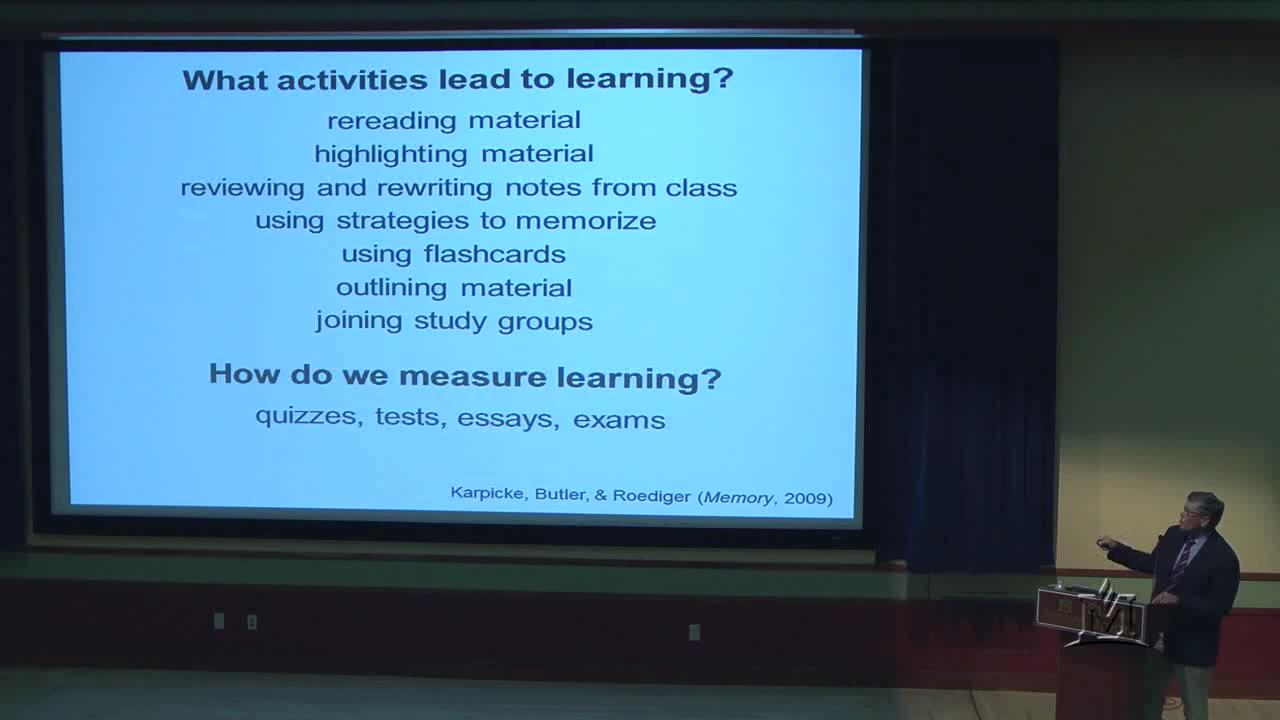 What activities lead to learning?
rereading material
highlighting material
reviewing and rewriting notes from class
using strategies to memorize
using flashcards
outlining material
joining study groups
How do we measure learning?
quizzes, tests, essays, exams
Karpicke, Butler, & Roediger (Memory, 2009)
M